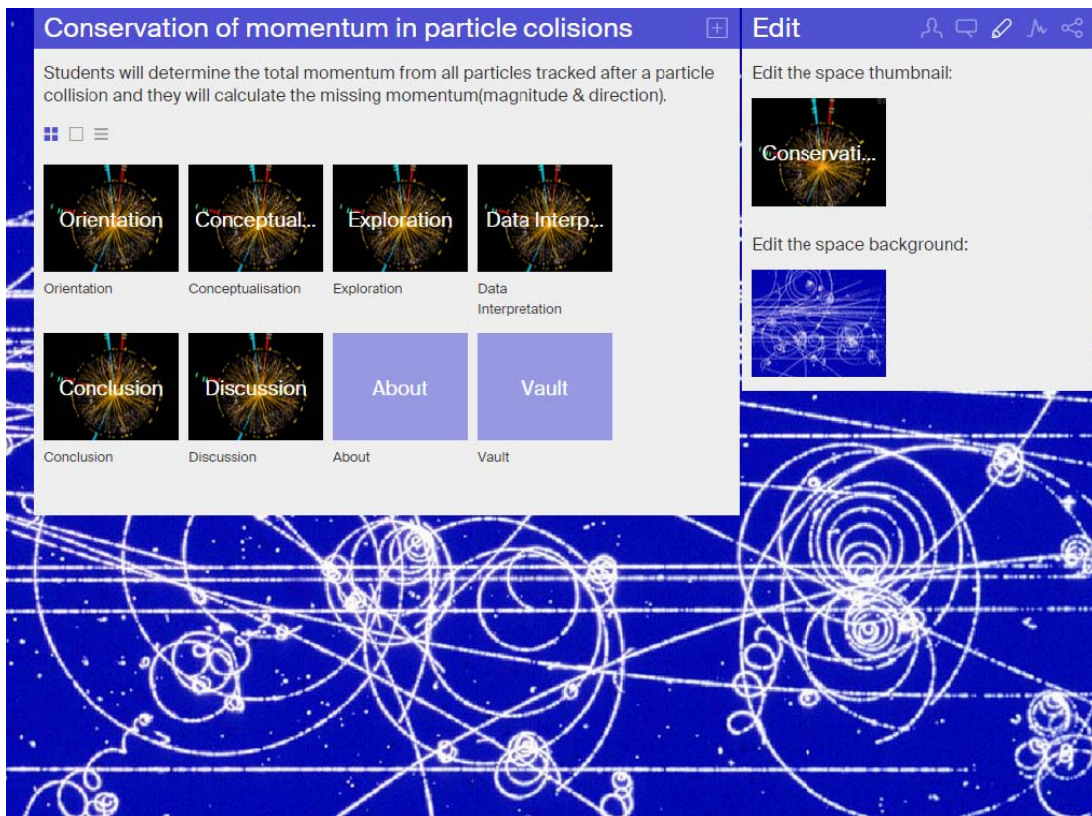 Conservation of momentum in particle colisions
Students will determine the total momentum from all particles tracked after a particle
collision and they will calculate the missing momentum(magnitude & direction).
Orientation
Conceptual...
Exploration
Data Interp...
Orientation
Conceptualisation
Exploration
Data
Interpretation
Conclusion
Discussion
About
Vault
Conclusion
Discussion
About
Vault
Edit
Edit the space thumbnail:
Conservati...
Edit the space background: